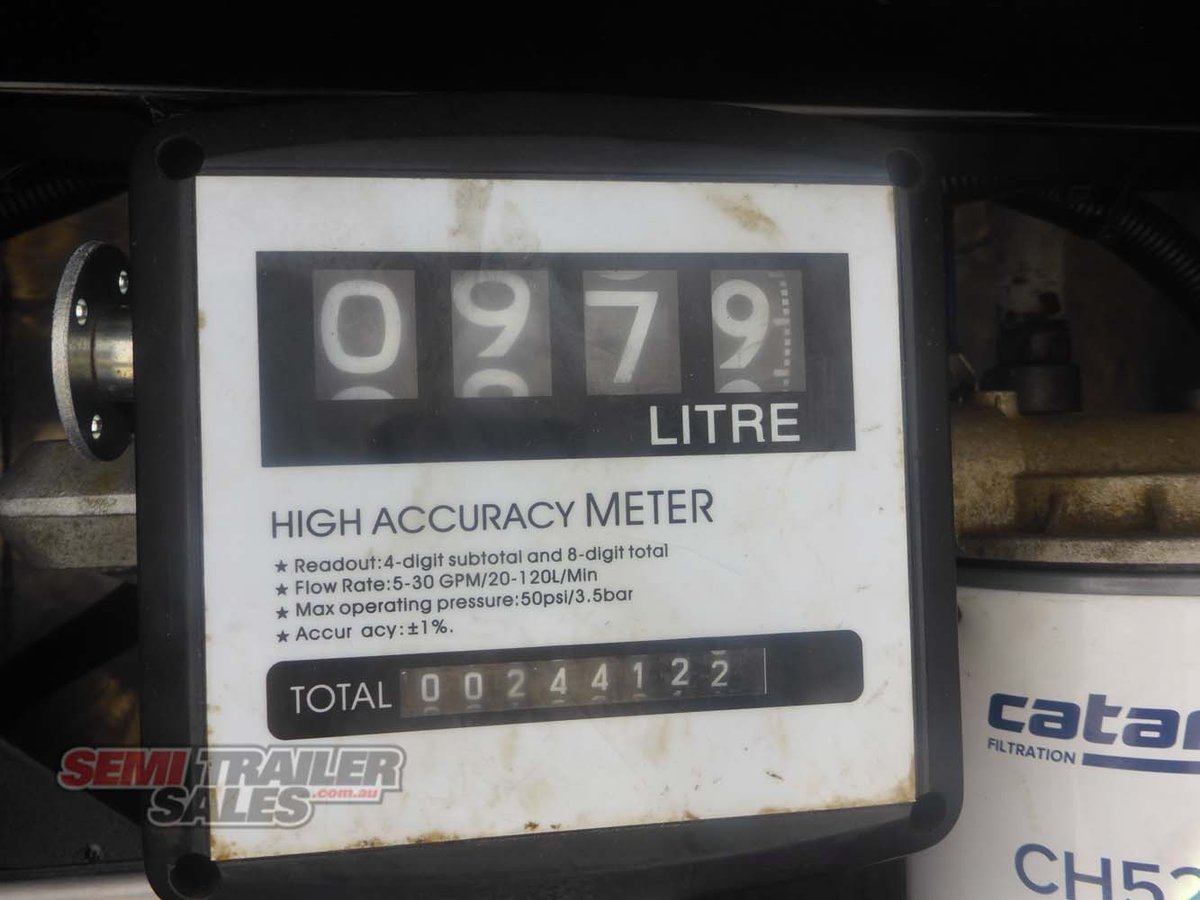 0979
LITRE
HIGH ACCURACY METER
★ Readout:4-digit subtotal and 8-digit total
★ Flow Rate:5-30 GPM/20-120L/Min
★ Max operating pressure:50psi/3.5bar
★ Accur acy:±1%.
TOTAL 00244122
SEMI TRAILER
SALES .com.au
FILTRATION